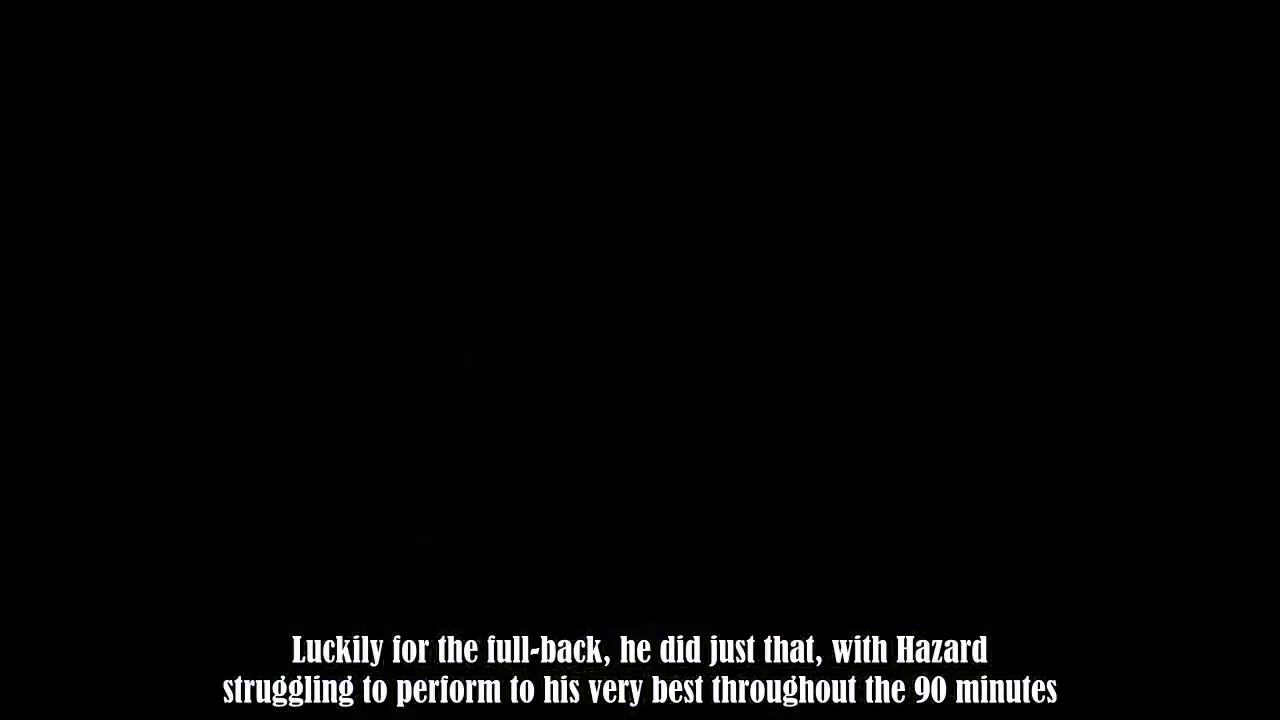 Luckily for the full-back, he did just that, with Hazard
struggling to perform to his very best throughout the 90 minutes